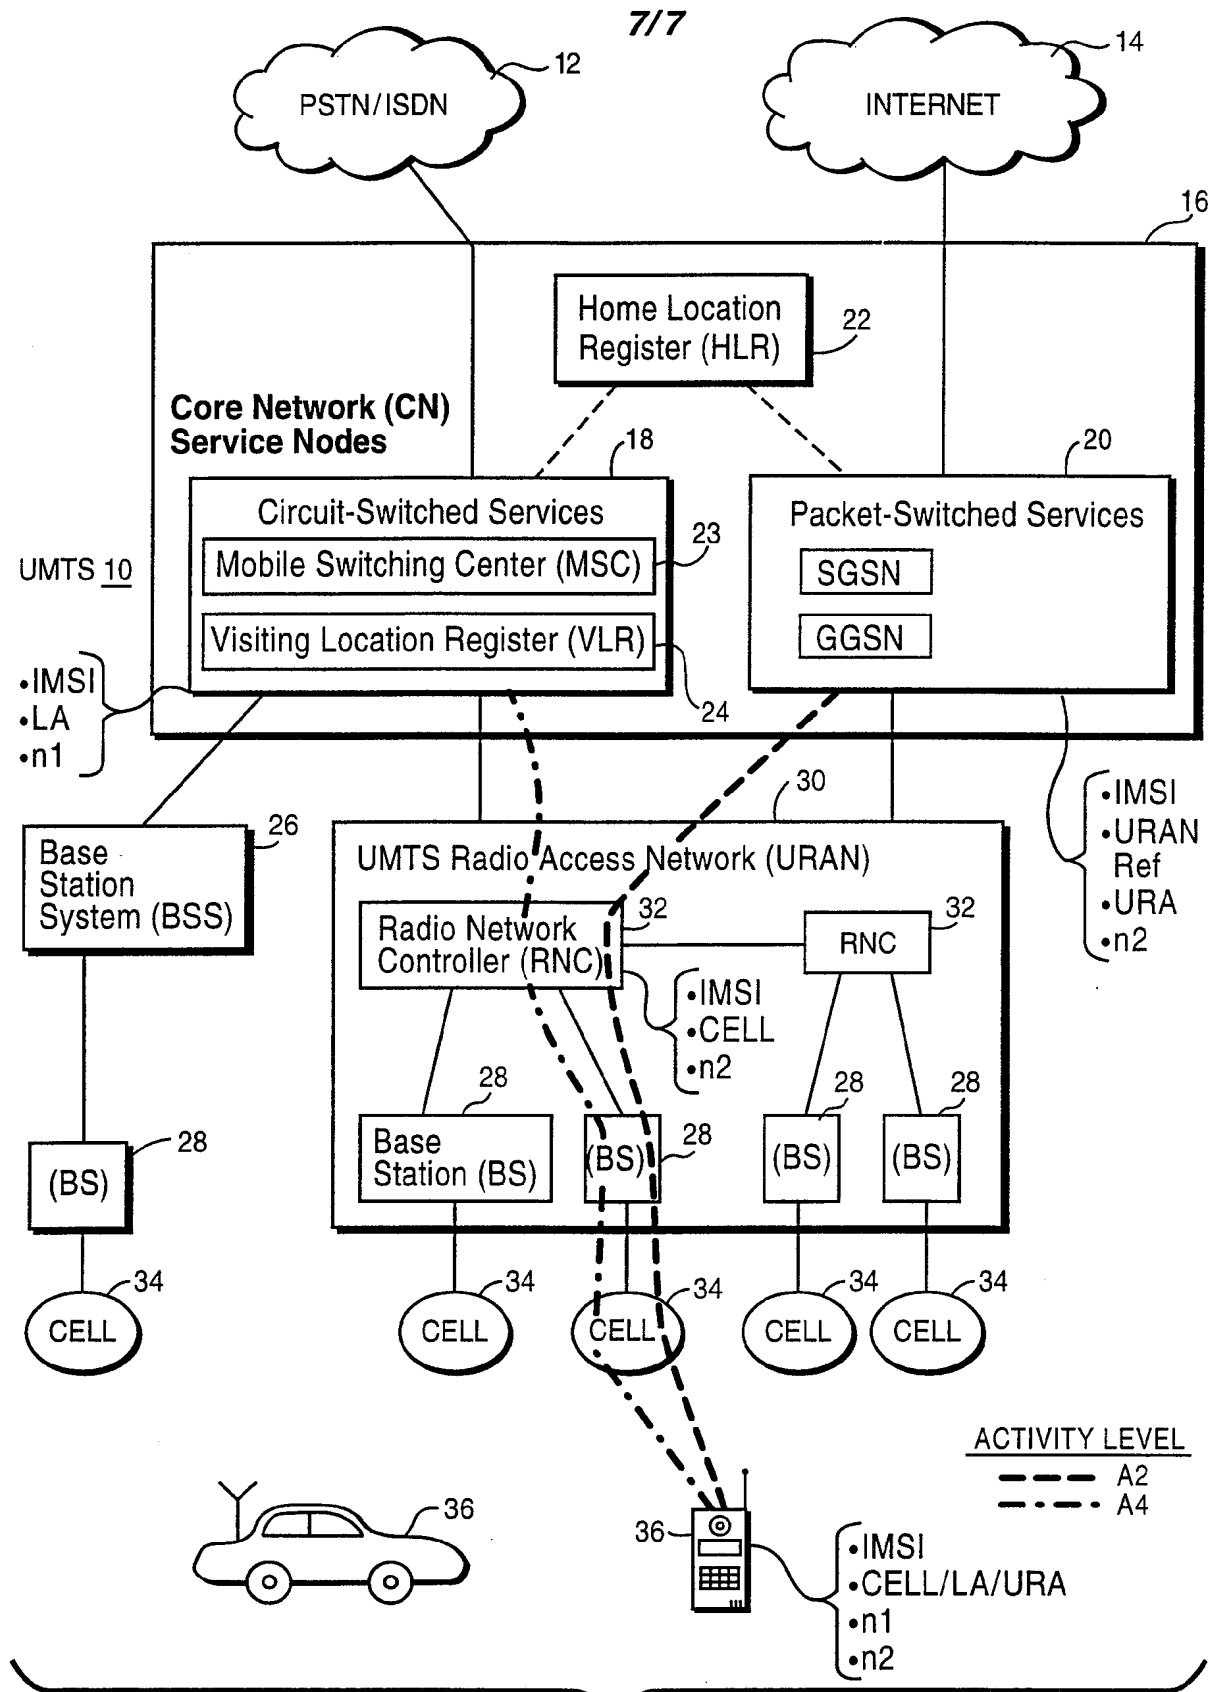 7/7
12
14
PSTN/ISDN
INTERNET
16
Home Location
Register (HLR)
22
Core Network (CN)
Service Nodes
18
20
Circuit-Switched Services
Packet-Switched Services
23
Mobile Switching Center (MSC)
SGSN
UMTS 10
Visiting Location Register (VLR)
GGSN
24
•IMSI
•LA
•n1
30
•IMSI
•URAN
Ref
•URA
•n2
26
Base
Station
System (BSS)
UMTS Radio Access Network (URAN)
32
32
Radio Network
Controller (RNC)
RNC
•IMSI
•CELL
•n2
28
28
28
28
28
(BS)
Base
Station (BS)
(BS)
(BS)
(BS)
34
34
34
34
34
CELL
CELL
CELL
CELL
CELL
ACTIVITY LEVEL
A2
A4
36
36
•IMSI
•CELL/LA/URA
•n1
•n2